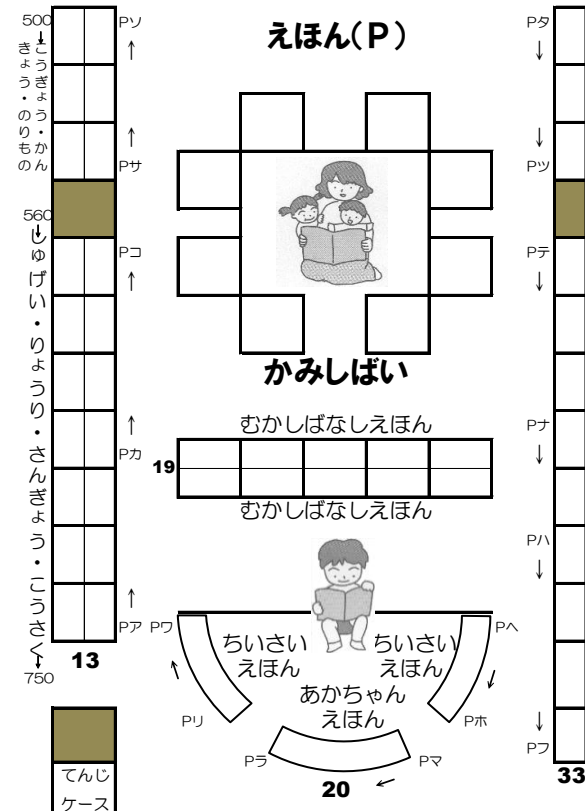 えほん(P)
500
↓
こうぎょう・かん
きょう・のりもの
560
↓
しゅげい・りょうり・さんぎょう・こうさく
↓
750
Pソ
↑
↑
Pサ
Pコ
↑
↑
Pカ
↑
Pア
13
てんじ
ケース
かみしばい
むかしばなしえほん
19
むかしばなしえほん
Pワ
ちいさい
えほん
ちいさい
えほん
あかちゃん
えほん
Pヘ
Pリ
Pホ
Pラ
Pマ
20
←
Pタ
↓
↓
Pツ
Pテ
↓
Pナ
↓
Pハ
↓
↓
Pフ
33